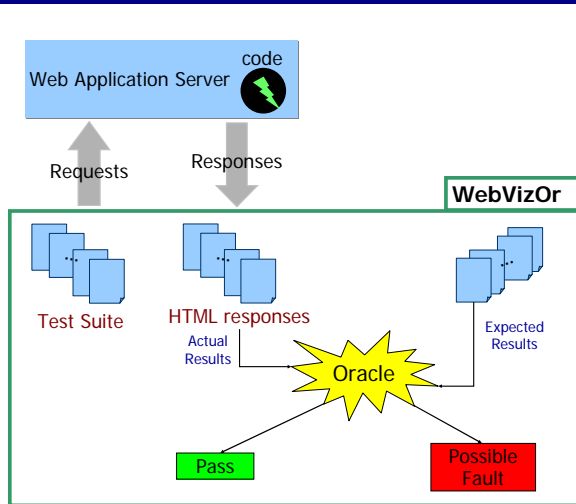 code
Web Application Server
Requests
Responses
WebVizOr
...
...
...
Test Suite
HTML responses
Actual
Results
Expected
Results
Oracle
Pass
Possible
Fault